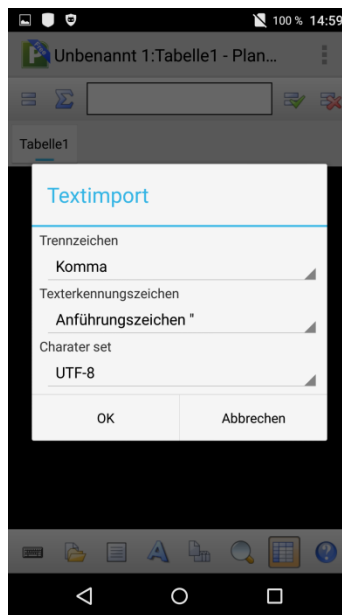 100 % 14:59
Unbenannt 1:Tabelle1 - Plan...
Tabelle1
Textimport
Trennzeichen
Komma
Texterkennungszeichen
Anführungszeichen "
Charater set
UTF-8
OK Abbrechen